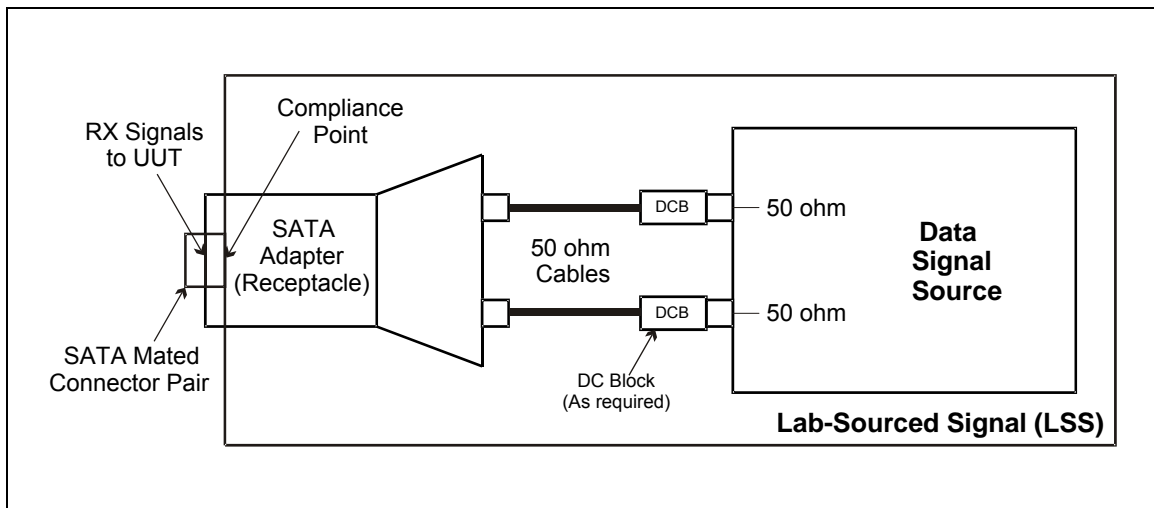 RX Signals
to UUT
Compliance
Point
SATA
Adapter
(Receptacle)
SATA Mated
Connector Pair
50 ohm
Cables
DCB
DCB
DC Block
(As required)
50 ohm
50 ohm
Data
Signal
Source
Lab-Sourced Signal (LSS)